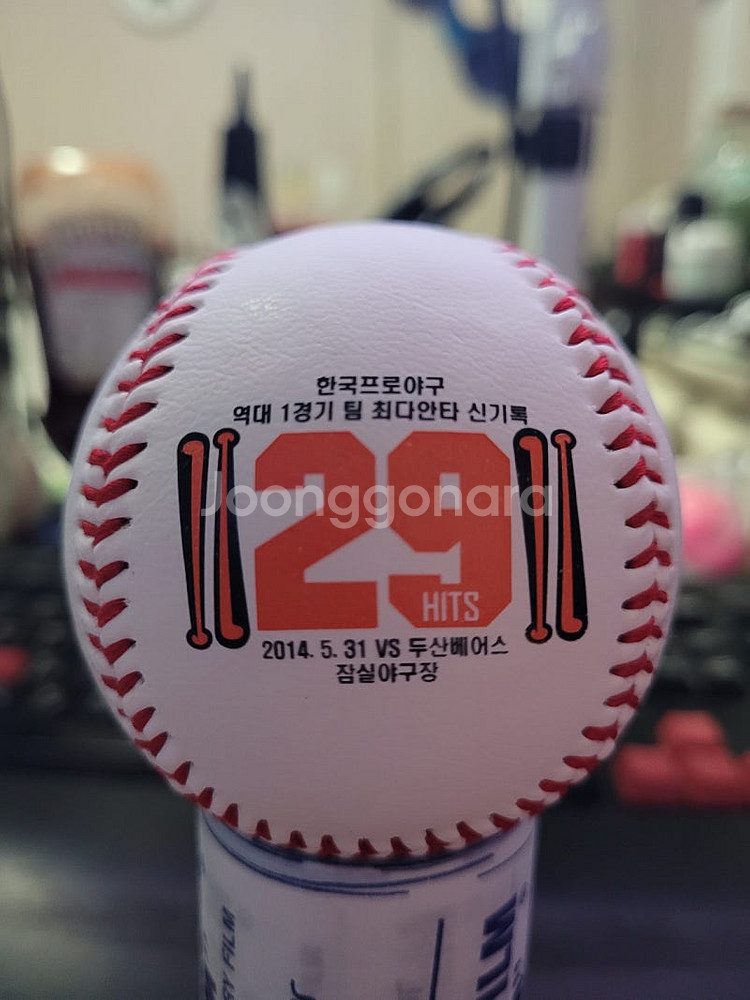 한국프로야구
역대 1경기 팀 최다안타 신기록
29
HITS
Joonggonara
2014. 5. 31 VS 두산베어스
잠실야구장
FILM